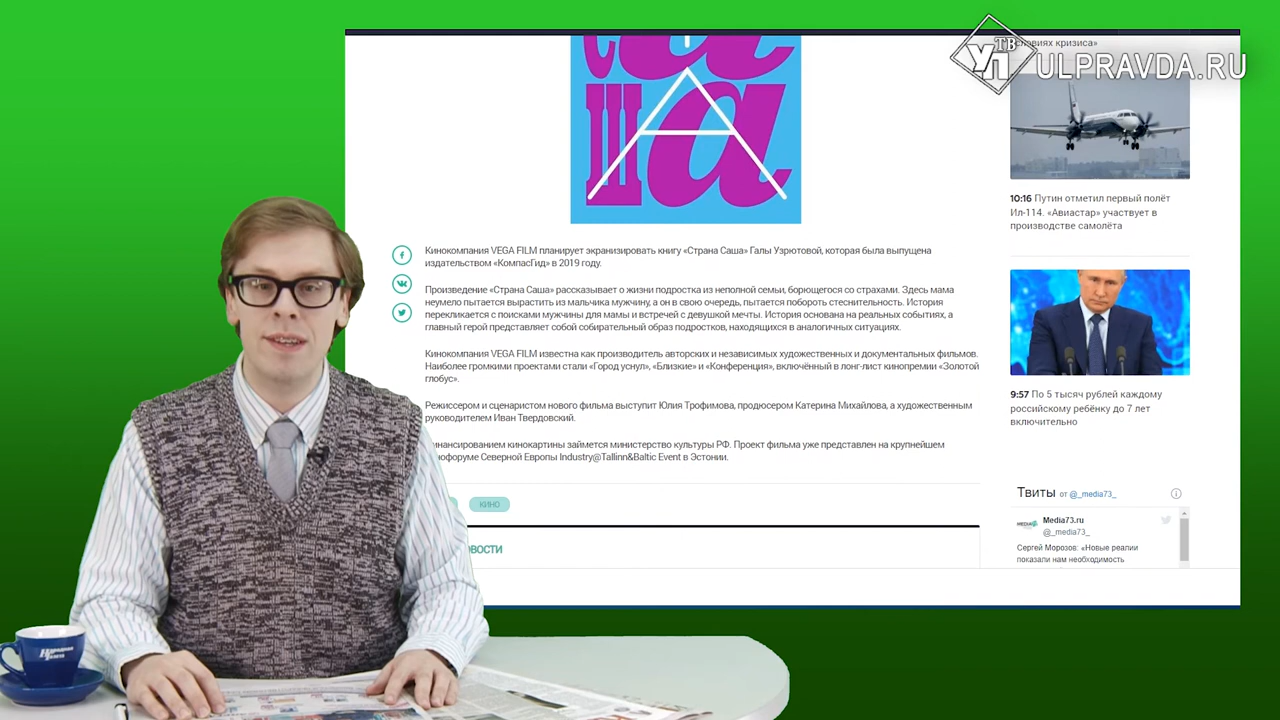 саша
УП ТВ
ULPRAVDA.RU
условиях кризиса»
Кинокомпания VEGA FILM планирует экранизировать книгу «Страна Саша» Галы Узрютовой, которая была выпущена
издательством «КомпасГид» в 2019 году.
Произведение «Страна Саша» рассказывает о жизни подростка из неполной семьи, борющегося со страхами. Здесь мама
неумело пытается вырастить из мальчика мужчину, а он в свою очередь, пытается побороть стеснительность. История
перекликается с поисками мужчины для мамы и встречей с девушкой мечты. История основана на реальных событиях, а
главный герой представляет собой собирательный образ подростков, находящихся в аналогичных ситуациях.
Кинокомпания VEGA FILM известна как производитель авторских и независимых художественных и документальных фильмов.
Наиболее громкими проектами стали «Город уснул», «Близкие» и «Конференция», включённый в лонг-лист кинопремии «Золотой
глобус».
Режиссером и сценаристом нового фильма выступит Юлия Трофимова, продюсером Катерина Михайлова, а художественным
руководителем Иван Твердовский.
инансированием кинокартины займется министерство культуры РФ. Проект фильма уже представлен на крупнейшем
нофоруме Северной Европы Industry@Tallinn&Baltic Event в Эстонии.
КИНО
ОВОСТИ
10:16 Путин отметил первый полёт
Ил-114. «Авиастар» участвует в
производстве самолёта
9:57 По 5 тысяч рублей каждому
российскому ребёнку до 7 лет
включительно
Твиты от @_media73_
Media73.ru
@_media73_
Сергей Морозов: «Новые реалии
показали нам необходимость
Народная
газета